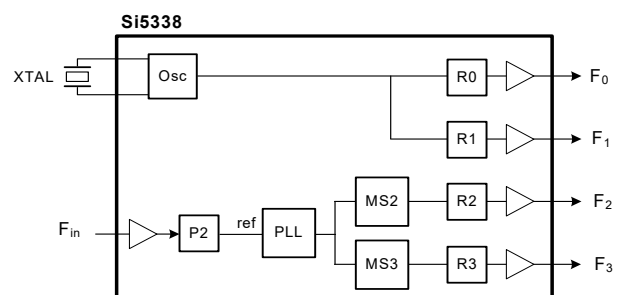 Si5338
XTAL
Osc
R0
F0
R1
F1
MS2
R2
F2
Fin
P2
ref
PLL
MS3
R3
F3